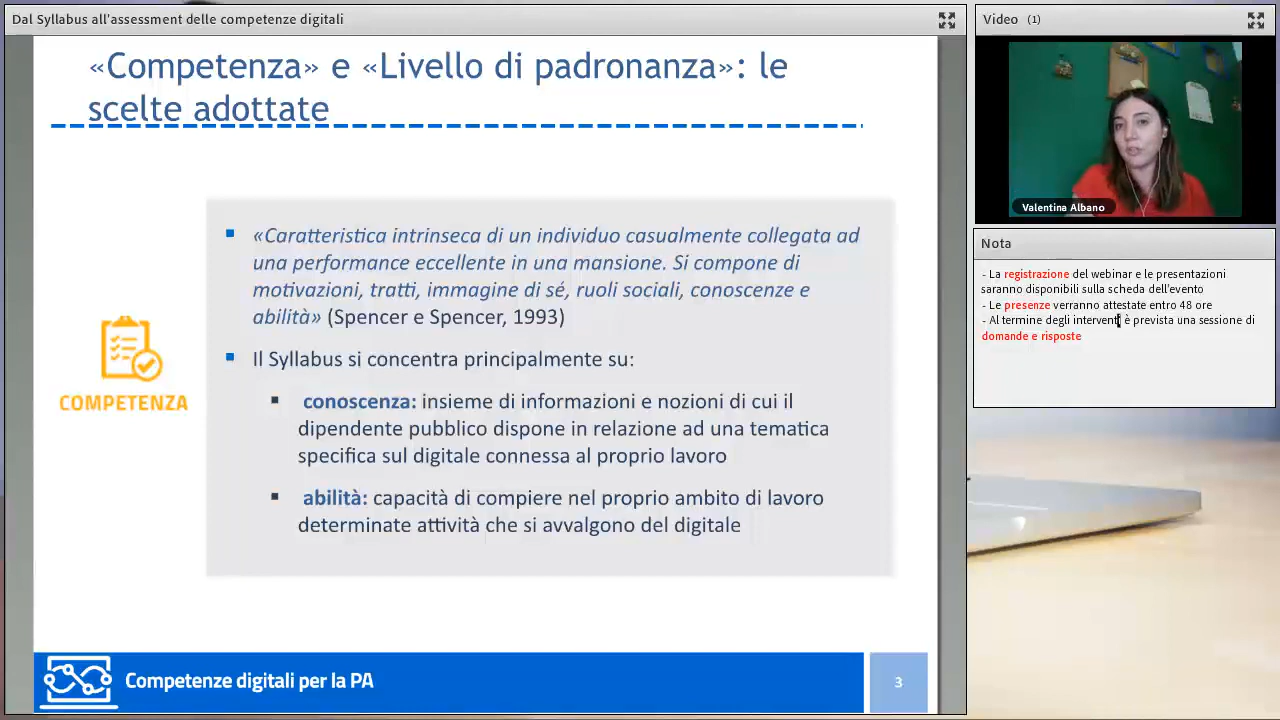 Dal Syllabus all'assessment delle competenze digitali
«Competenza» e «Livello di padronanza»: le
scelte adottate
«Caratteristica intrinseca di un individuo casualmente collegata ad
una performance eccellente in una mansione. Si compone di
motivazioni, tratti, immagine di sé, ruoli sociali, conoscenze e
abilità» (Spencer e Spencer, 1993)
Il Syllabus si concentra principalmente su:
conoscenza: insieme di informazioni e nozioni di cui il
dipendente pubblico dispone in relazione ad una tematica
specifica sul digitale connessa al proprio lavoro
abilità: capacità di compiere nel proprio ambito di lavoro
determinate attività che si avvalgono del digitale
COMPETENZA
Competenze digitali per la PA
3
Video (1)
Valentina Albano
Nota
- La registrazione del webinar e le presentazioni
saranno disponibili sulla scheda dell'evento
- Le presenze verranno attestate entro 48 ore
- Al termine degli interventi è prevista una sessione di
domande e risposte